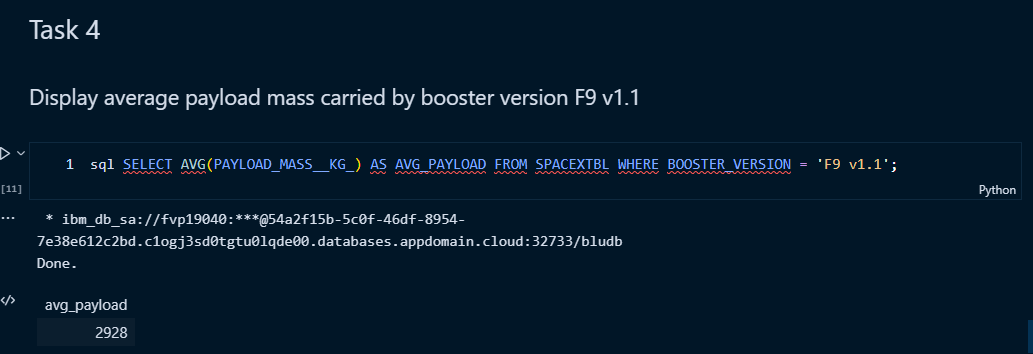 Task 4
Display average payload mass carried by booster version F9 v1.1
1 sql SELECT AVG(PAYLOAD_MASS__KG_) AS AVG_PAYLOAD FROM SPACEXTBL WHERE BOOSTER_VERSION = 'F9 v1.1';
[11]
Python
* ibm_db_sa://fvp19040:***@54a2f15b-5c0f-46df-8954-
7e38e612c2bd.c1ogj3sd0tgtu0lqde00.databases.appdomain.cloud:32733/bludb
Done.
avg_payload
2928